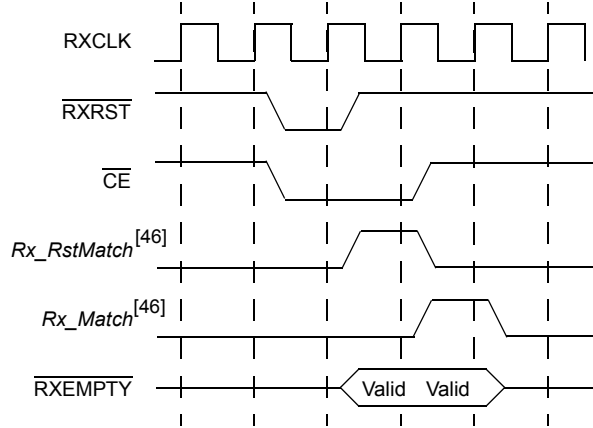 RXCLK
RXRST
CE
Rx_RstMatch[46]
Rx_Match[46]
RXEMPTY Valid Valid